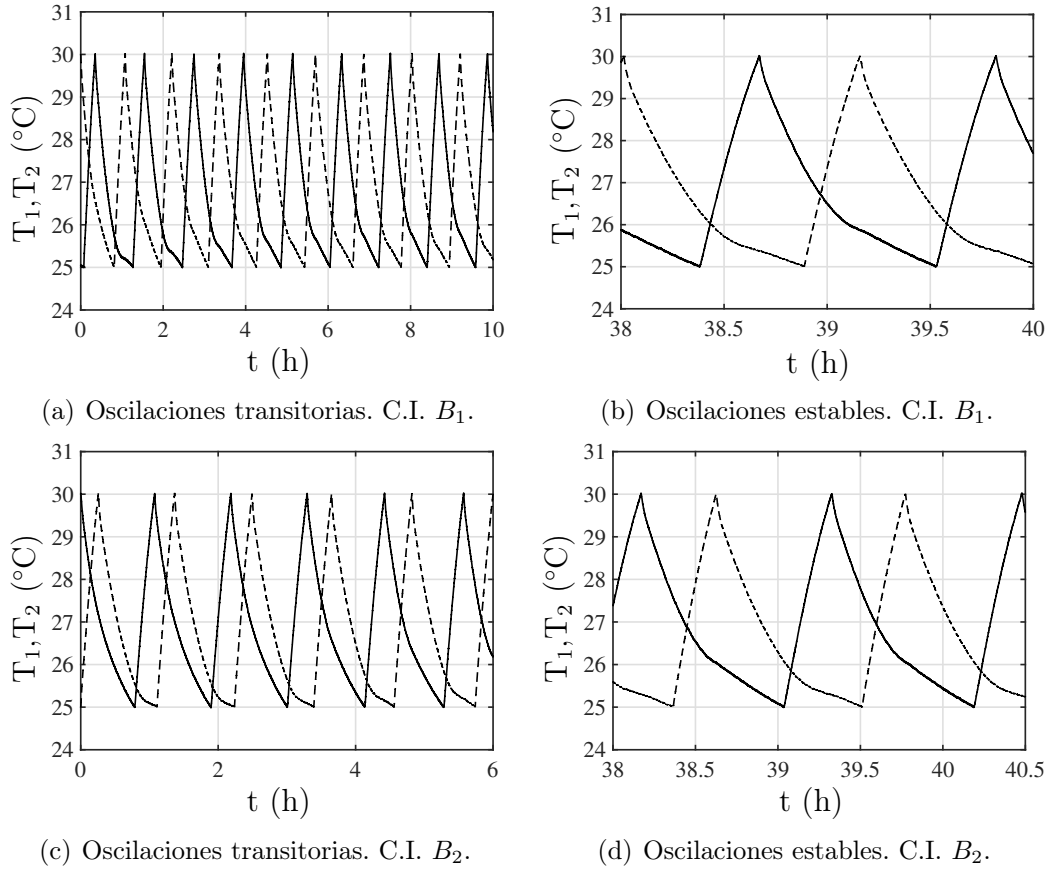 31
30
29
28
27
26
25
24
T₁, T₂ (°C)
0 2 4 6 8 10
t (h)
(a) Oscilaciones transitorias. C.I. B₁.
31
30
29
28
27
26
25
24
T₁, T₂ (°C)
38 38.5 39 39.5 40
t (h)
(b) Oscilaciones estables. C.I. B₁.
31
30
29
28
27
26
25
24
T₁, T₂ (°C)
0 2 4 6
t (h)
(c) Oscilaciones transitorias. C.I. B₂.
31
30
29
28
27
26
25
24
T₁, T₂ (°C)
38 38.5 39 39.5 40 40.5
t (h)
(d) Oscilaciones estables. C.I. B₂.